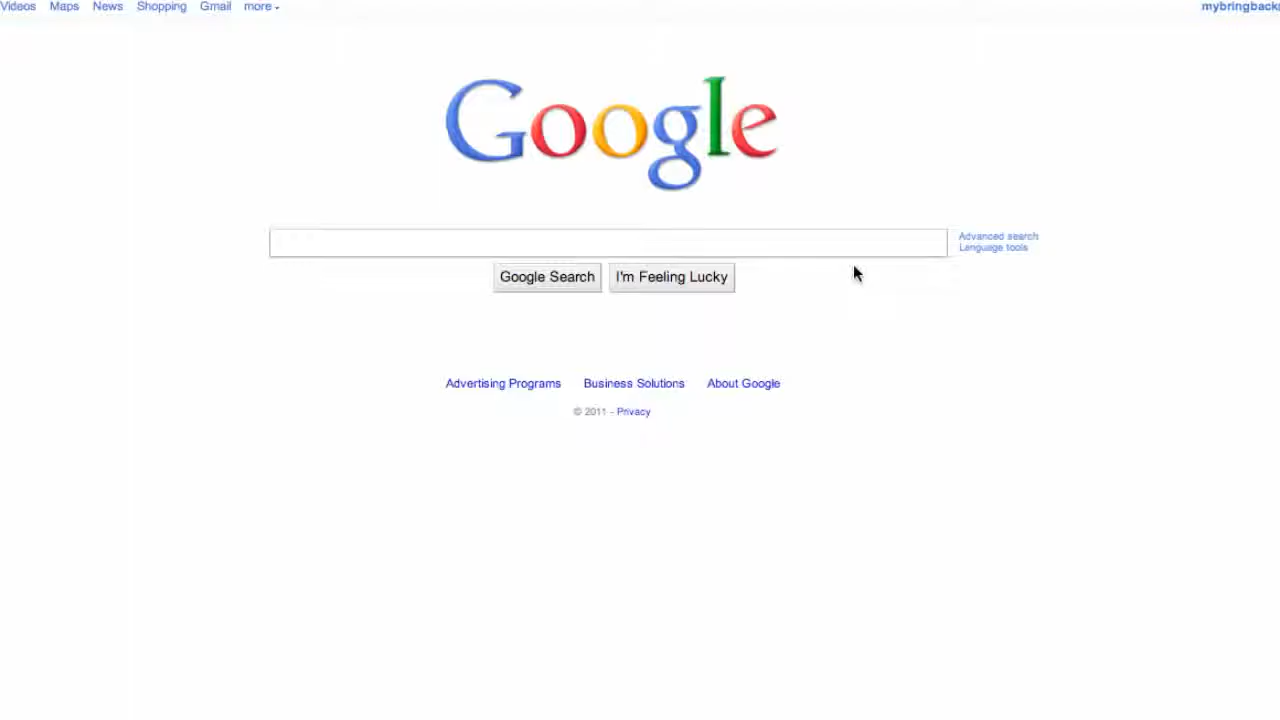 Videos Maps News Shopping Gmail more mybringback
Google
Advanced search
Language tools
Google Search I'm Feeling Lucky
Advertising Programs Business Solutions About Google
© 2011 - Privacy